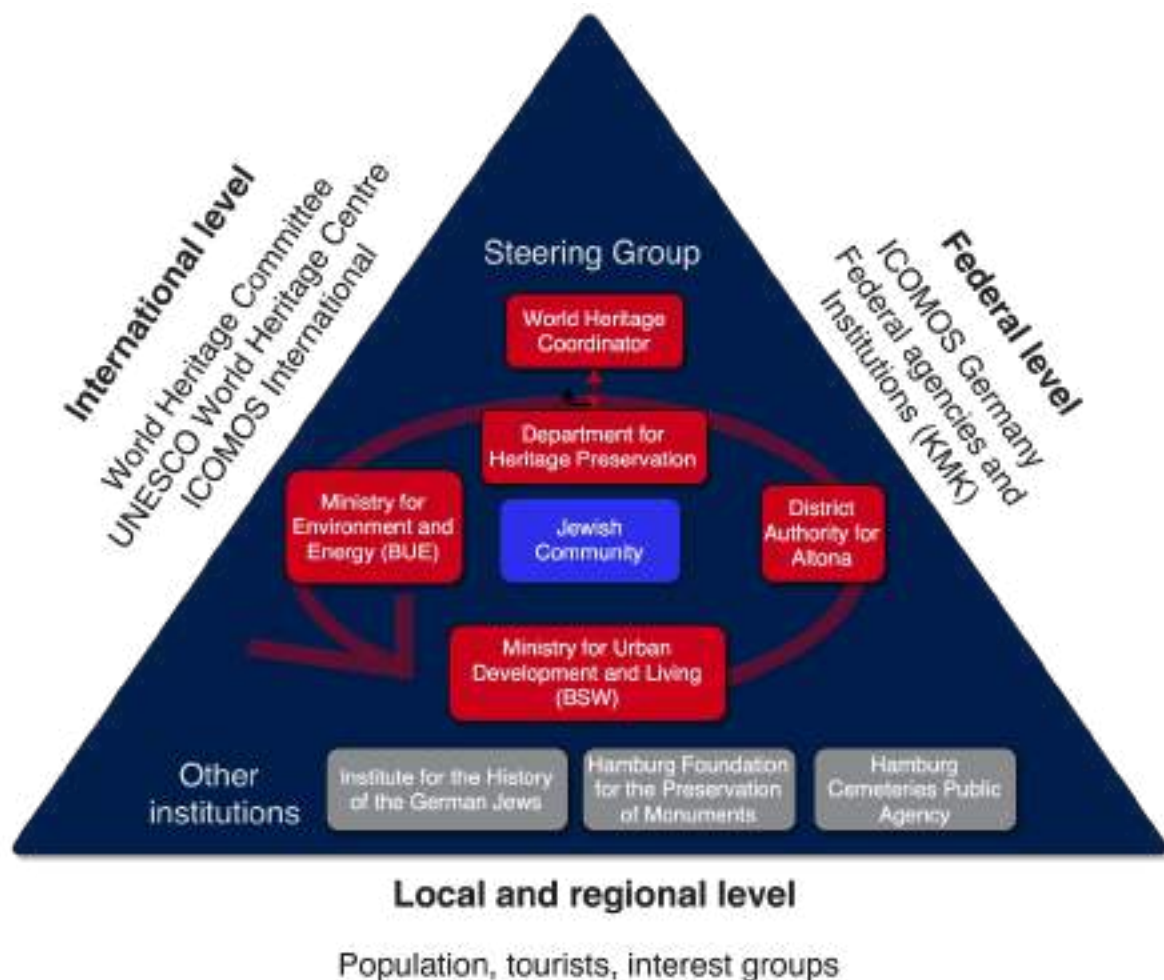 International level
World Heritage Committee
UNESCO World Heritage Centre
ICOMOS International
Federal level
ICOMOS Germany
Federal agencies and
Institutions (KMK)
Steering Group
World Heritage
Coordinator
Department for
Heritage Preservation
Ministry for
Environment and
Energy (BUE)
Jewish
Community
District
Authority for
Altona
Ministry for Urban
Development and Living
(BSW)
Other
institutions
Institute for the History
of the German Jews
Hamburg Foundation
for the Preservation
of Monuments
Hamburg
Cemeteries Public
Agency
Local and regional level
Population, tourists, interest groups